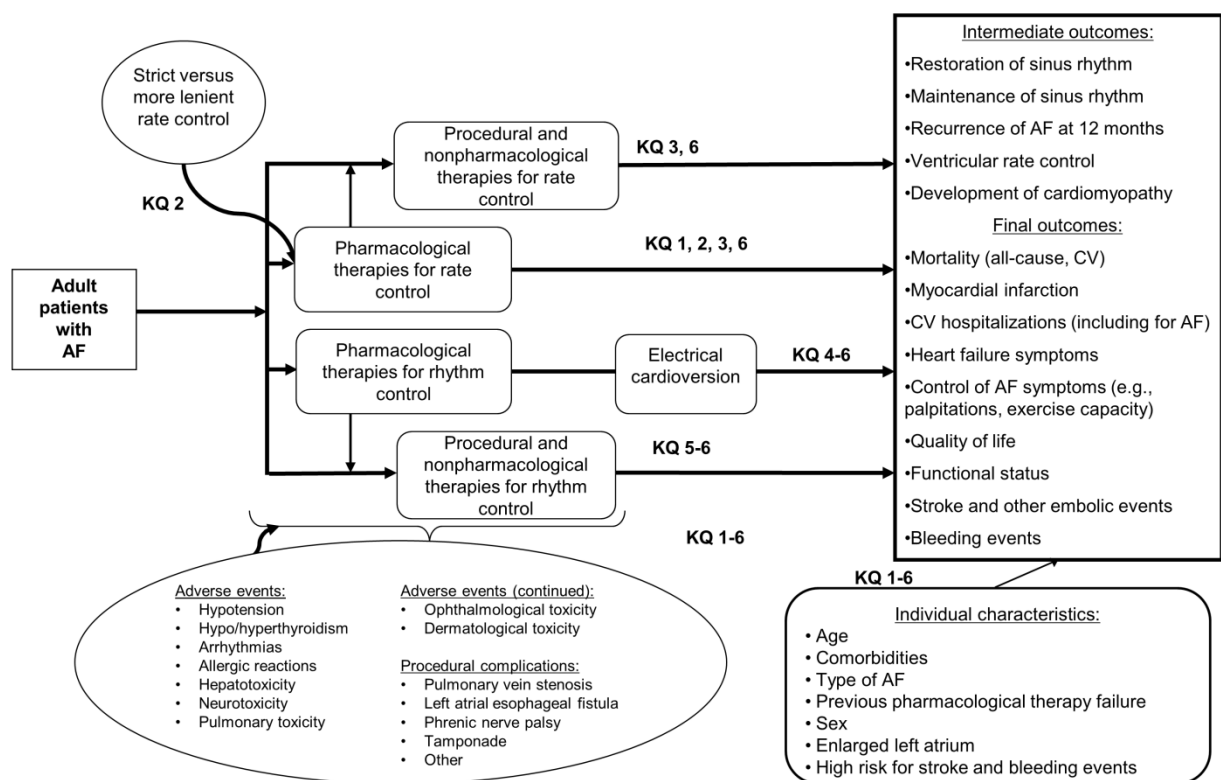 Strict versus
more lenient
rate control
KQ 2
Adult
patients
with
AF
Procedural and
nonpharmacological
therapies for rate
control
KQ 3, 6
Pharmacological
therapies for rate
control
KQ 1, 2, 3, 6
Pharmacological
therapies for rhythm
control
Electrical
cardioversion
KQ 4-6
Procedural and
nonpharmacological
therapies for rhythm
control
KQ 5-6
KQ 1-6
Intermediate outcomes:
•Restoration of sinus rhythm
•Maintenance of sinus rhythm
•Recurrence of AF at 12 months
•Ventricular rate control
•Development of cardiomyopathy
Final outcomes:
•Mortality (all-cause, CV)
•Myocardial infarction
•CV hospitalizations (including for AF)
•Heart failure symptoms
•Control of AF symptoms (e.g.,
palpitations, exercise capacity)
•Quality of life
•Functional status
•Stroke and other embolic events
•Bleeding events
KQ 1-6
Adverse events:
• Hypotension
• Hypo/hyperthyroidism
• Arrhythmias
• Allergic reactions
• Hepatotoxicity
• Neurotoxicity
• Pulmonary toxicity
Adverse events (continued):
• Ophthalmological toxicity
• Dermatological toxicity
Procedural complications:
• Pulmonary vein stenosis
• Left atrial esophageal fistula
• Phrenic nerve palsy
• Tamponade
• Other
Individual characteristics:
• Age
• Comorbidities
• Type of AF
• Previous pharmacological therapy failure
• Sex
• Enlarged left atrium
• High risk for stroke and bleeding events